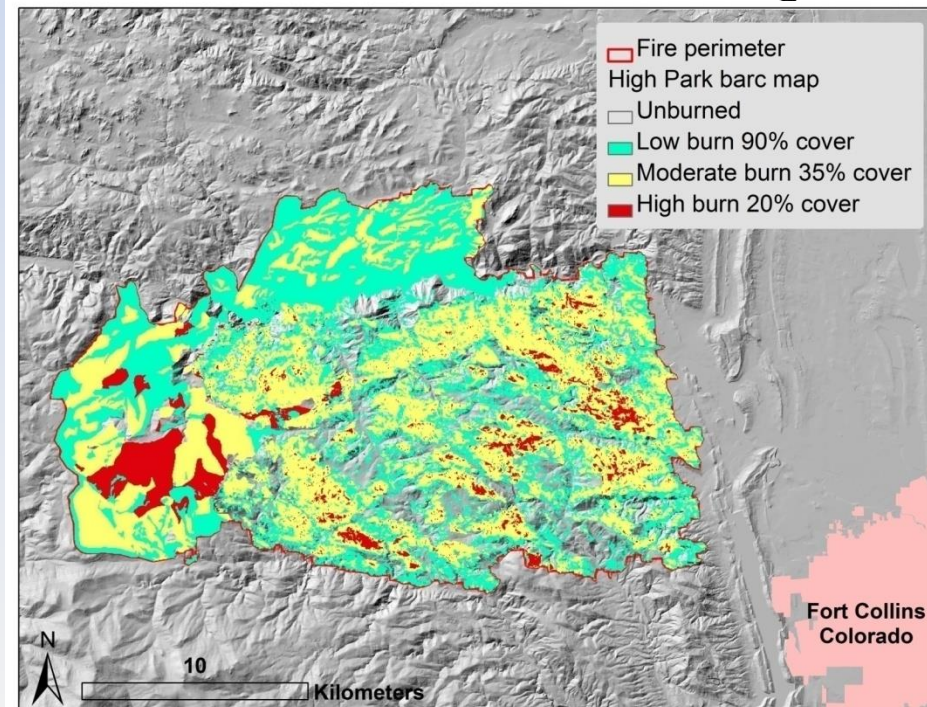 Fire perimeter
High Park barc map
Unburned
Low burn 90% cover
Moderate burn 35% cover
High burn 20% cover
Fort Collins
Colorado
N
10
Kilometers